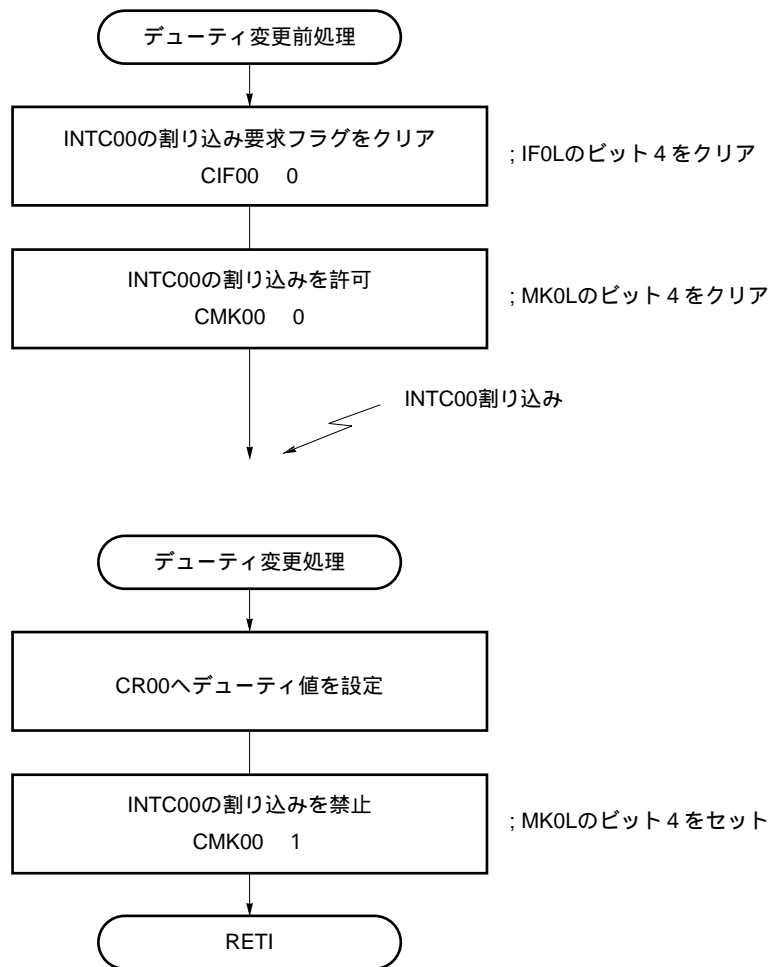 デューティ変更前処理
INTC00の割り込み要求フラグをクリア
CIF00 0
; IF0Lのビット4をクリア
INTC00の割り込みを許可
CMK00 0
; MK0Lのビット4をクリア
INTC00割り込み
デューティ変更処理
CR00へデューティ値を設定
INTC00の割り込みを禁止
CMK00 1
; MK0Lのビット4をセット
RETI